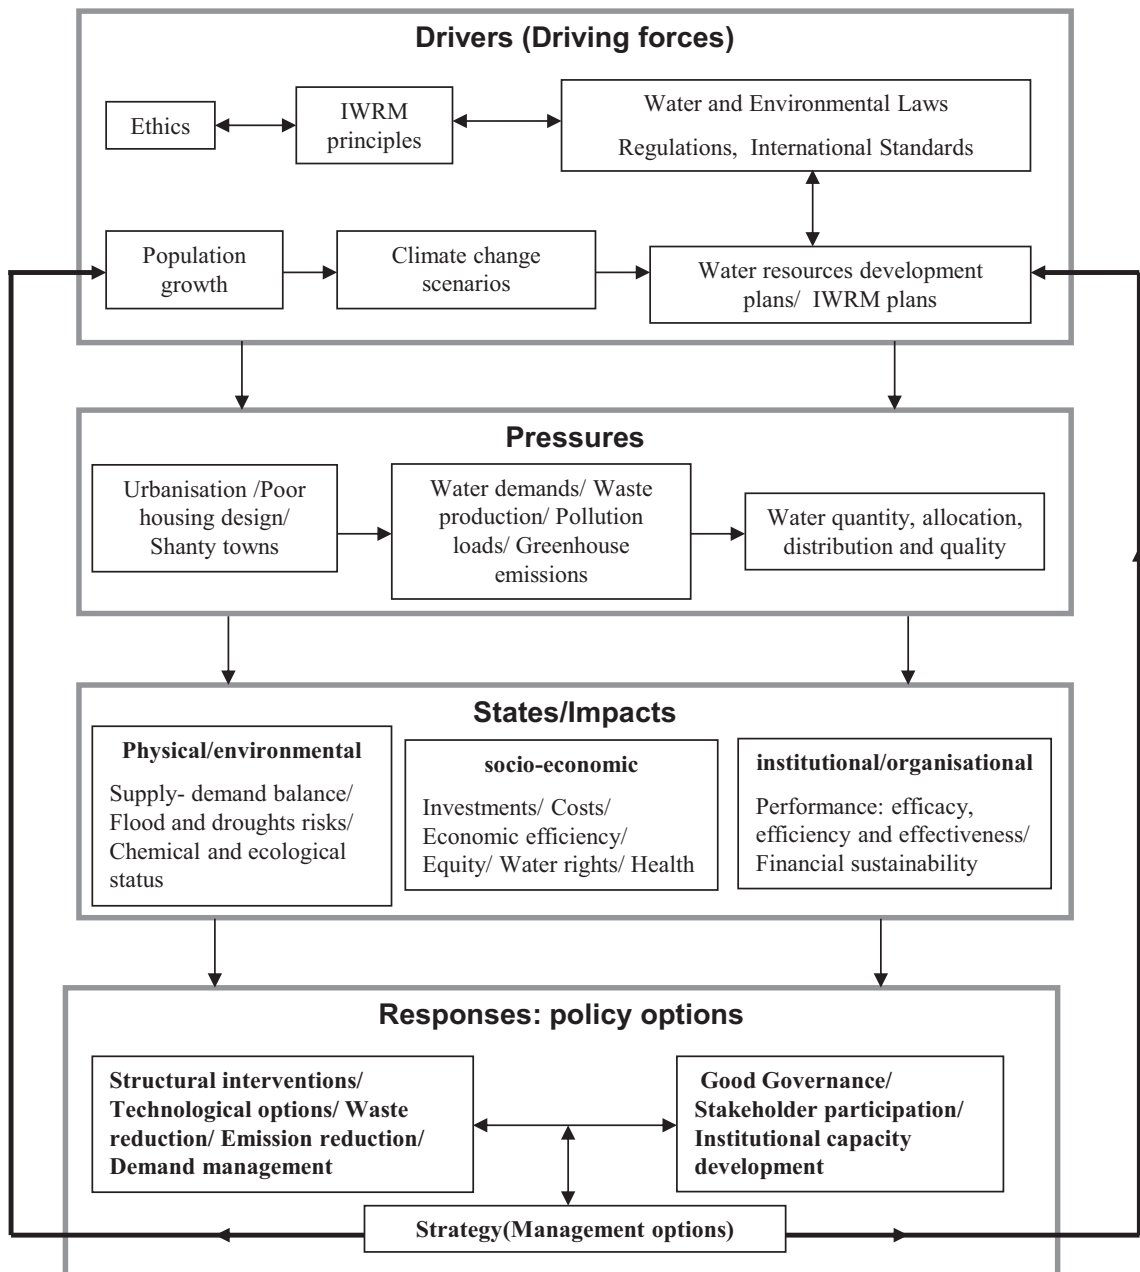 Drivers (Driving forces)
Ethics
IWRM
principles
Water and Environmental Laws
Regulations, International Standards
Population
growth
Climate change
scenarios
Water resources development
plans/ IWRM plans
Pressures
Urbanisation /Poor
housing design/
Shanty towns
Water demands/ Waste
production/ Pollution
loads/ Greenhouse
emissions
Water quantity, allocation,
distribution and quality
States/Impacts
Physical/environmental
Supply- demand balance/
Flood and droughts risks/
Chemical and ecological
status
socio-economic
Investments/ Costs/
Economic efficiency/
Equity/ Water rights/ Health
institutional/organisational
Performance: efficacy,
efficiency and effectiveness/
Financial sustainability
Responses: policy options
Structural interventions/
Technological options/ Waste
reduction/ Emission reduction/
Demand management
Good Governance/
Stakeholder participation/
Institutional capacity
development
Strategy(Management options)